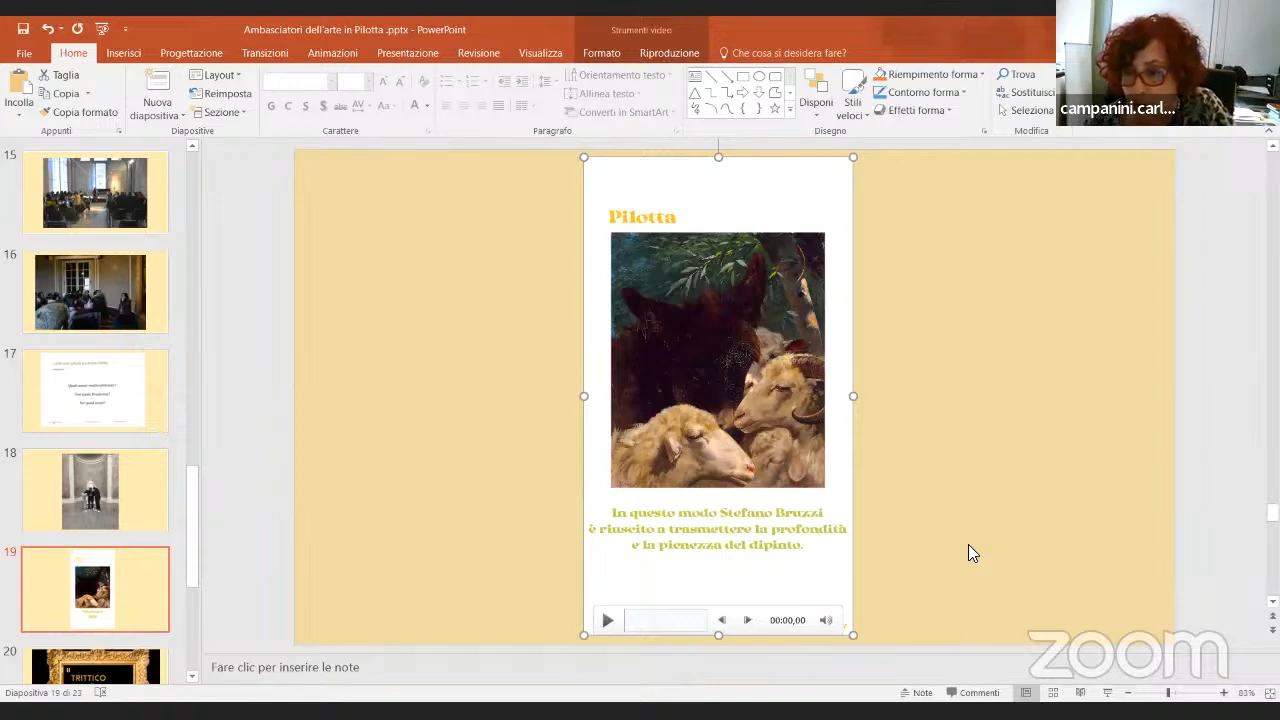 Ambasciatori dell'arte in Pilotta .pptx - PowerPoint
Strumenti video
File
Home
Inserisci
Progettazione
Transizioni
Animazioni
Presentazione
Revisione
Visualizza
Formato
Riproduzione
Che cosa si desidera fare?
Incolla
Taglia
Copia
Copia formato
Appunti
Nuova
diapositiva
Layout
Reimposta
Sezione
Diapositive
G C S S abc AV Aa A
Carattere
Orientamento testo
Allinea testo
Converti in SmartArt
Paragrafo
Disponi
Stili
veloci
Riempimento forma
Contorno forma
Effetti forma
Disegno
Trova
Sostituisci
Seleziona
Modifica
campanini.carl...
15
16
17
18
19
20
IL
TRITTICO
Pilotta
In questo modo Stefano Bruzzi
è riuscito a trasmettere la profondità
e la pienezza del dipinto.
00:00,00
zoom
Fare clic per inserire le note
Diapositiva 19 di 23
Note
Commenti
83%